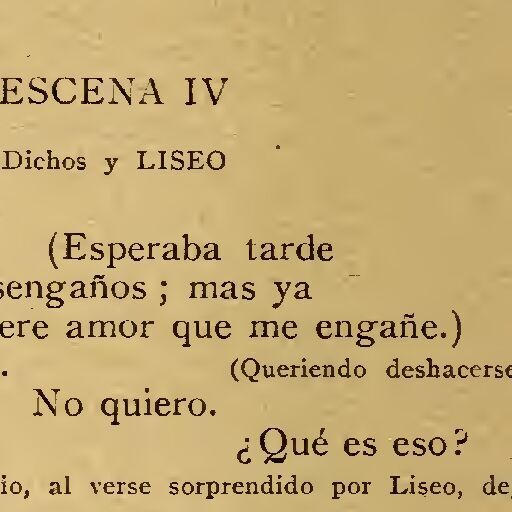 ESCENA IV
Dichos y LISEO
(Esperaba tarde
sengaños; mas ya
ere amor que me engañe.)
. (Queriendo deshacerse
No quiero.
¿Qué es eso?
io, al verse sorprendido por Liseo, de